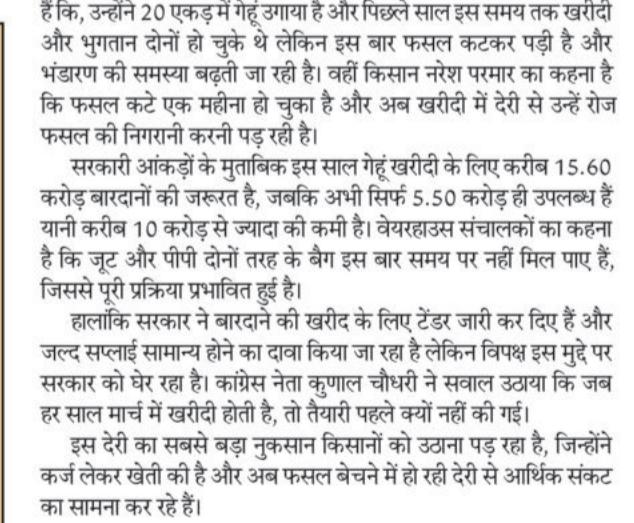 हैं कि, उन्होंने 20 एकड़ में गेहूं उगाया है और पिछले साल इस समय तक खरीदी
और भुगतान दोनों हो चुके थे लेकिन इस बार फसल कटकर पड़ी है और
भंडारण की समस्या बढ़ती जा रही है। वहीं किसान नरेश परमार का कहना है
कि फसल कटे एक महीना हो चुका है और अब खरीदी में देरी से उन्हें रोज
फसल की निगरानी करनी पड़ रही है।
सरकारी आंकड़ों के मुताबिक इस साल गेहूं खरीदी के लिए करीब 15.60
करोड़ बारदानों की जरूरत है, जबकि अभी सिर्फ 5.50 करोड़ ही उपलब्ध हैं
यानी करीब 10 करोड़ से ज्यादा की कमी है। वेयरहाउस संचालकों का कहना
है कि जूट और पीपी दोनों तरह के बैग इस बार समय पर नहीं मिल पाए हैं,
जिससे पूरी प्रक्रिया प्रभावित हुई है।
हालांकि सरकार ने बारदाने की खरीद के लिए टेंडर जारी कर दिए हैं और
जल्द सप्लाई सामान्य होने का दावा किया जा रहा है लेकिन विपक्ष इस मुद्दे पर
सरकार को घेर रहा है। कांग्रेस नेता कुणाल चौधरी ने सवाल उठाया कि जब
हर साल मार्च में खरीदी होती है, तो तैयारी पहले क्यों नहीं की गई।
इस देरी का सबसे बड़ा नुकसान किसानों को उठाना पड़ रहा है, जिन्होंने
कर्ज लेकर खेती की है और अब फसल बेचने में हो रही देरी से आर्थिक संकट
का सामना कर रहे हैं।